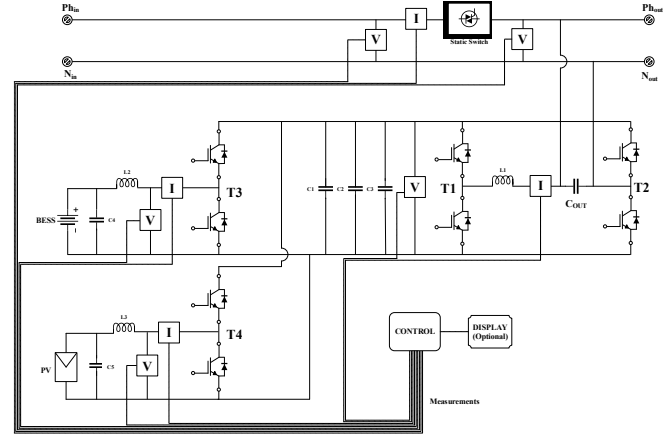 Ph_in
Ph_out
I
V
V
Static Switch
N_in
N_out
L2
I
T3
C1
C2
C3
V
T1
L1
I
T2
BESS
+
−
C4
V
C_OUT
L3
I
T4
PV
C5
V
CONTROL
DISPLAY
(Optional)
Measurements